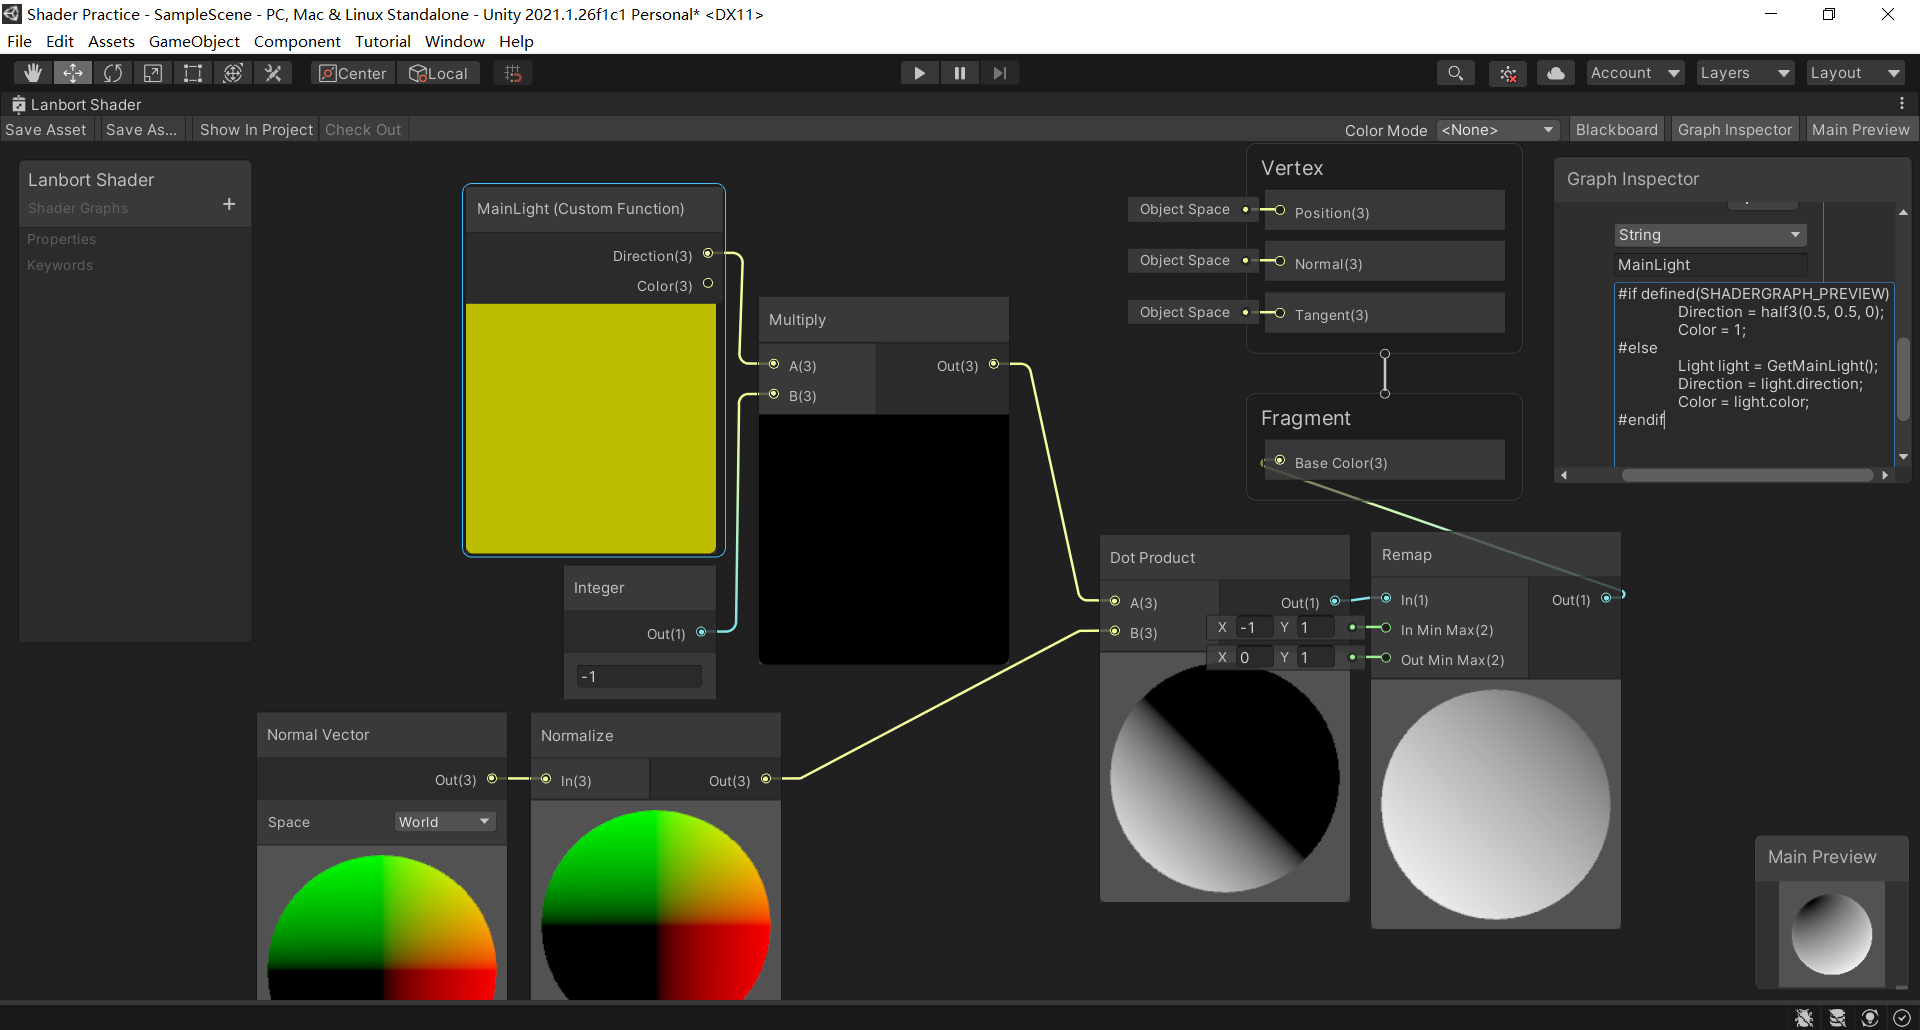 Shader Practice - SampleScene - PC, Mac & Linux Standalone - Unity 2021.1.26f1c1 Personal* <DX11>
File Edit Assets GameObject Component Tutorial Window Help
Center Local Account Layers Layout
Lanbort Shader
Save Asset Save As... Show In Project Check Out Color Mode <None> Blackboard Graph Inspector Main Preview
Lanbort Shader
Shader Graphs
+
Properties
Keywords
MainLight (Custom Function)
Direction(3)
Color(3)
Multiply
A(3) Out(3)
B(3)
Integer
Out(1)
-1
Normal Vector
Out(3)
Space World
Normalize
In(3) Out(3)
Vertex
Object Space Position(3)
Object Space Normal(3)
Object Space Tangent(3)
Fragment
Base Color(3)
Dot Product
A(3) Out(1)
B(3)
Remap
In(1) Out(1)
X -1 Y 1 In Min Max(2)
X 0 Y 1 Out Min Max(2)
Graph Inspector
String
MainLight
#if defined(SHADERGRAPH_PREVIEW)
Direction = half3(0.5, 0.5, 0);
Color = 1;
#else
Light light = GetMainLight();
Direction = light.direction;
Color = light.color;
#endif
Main Preview